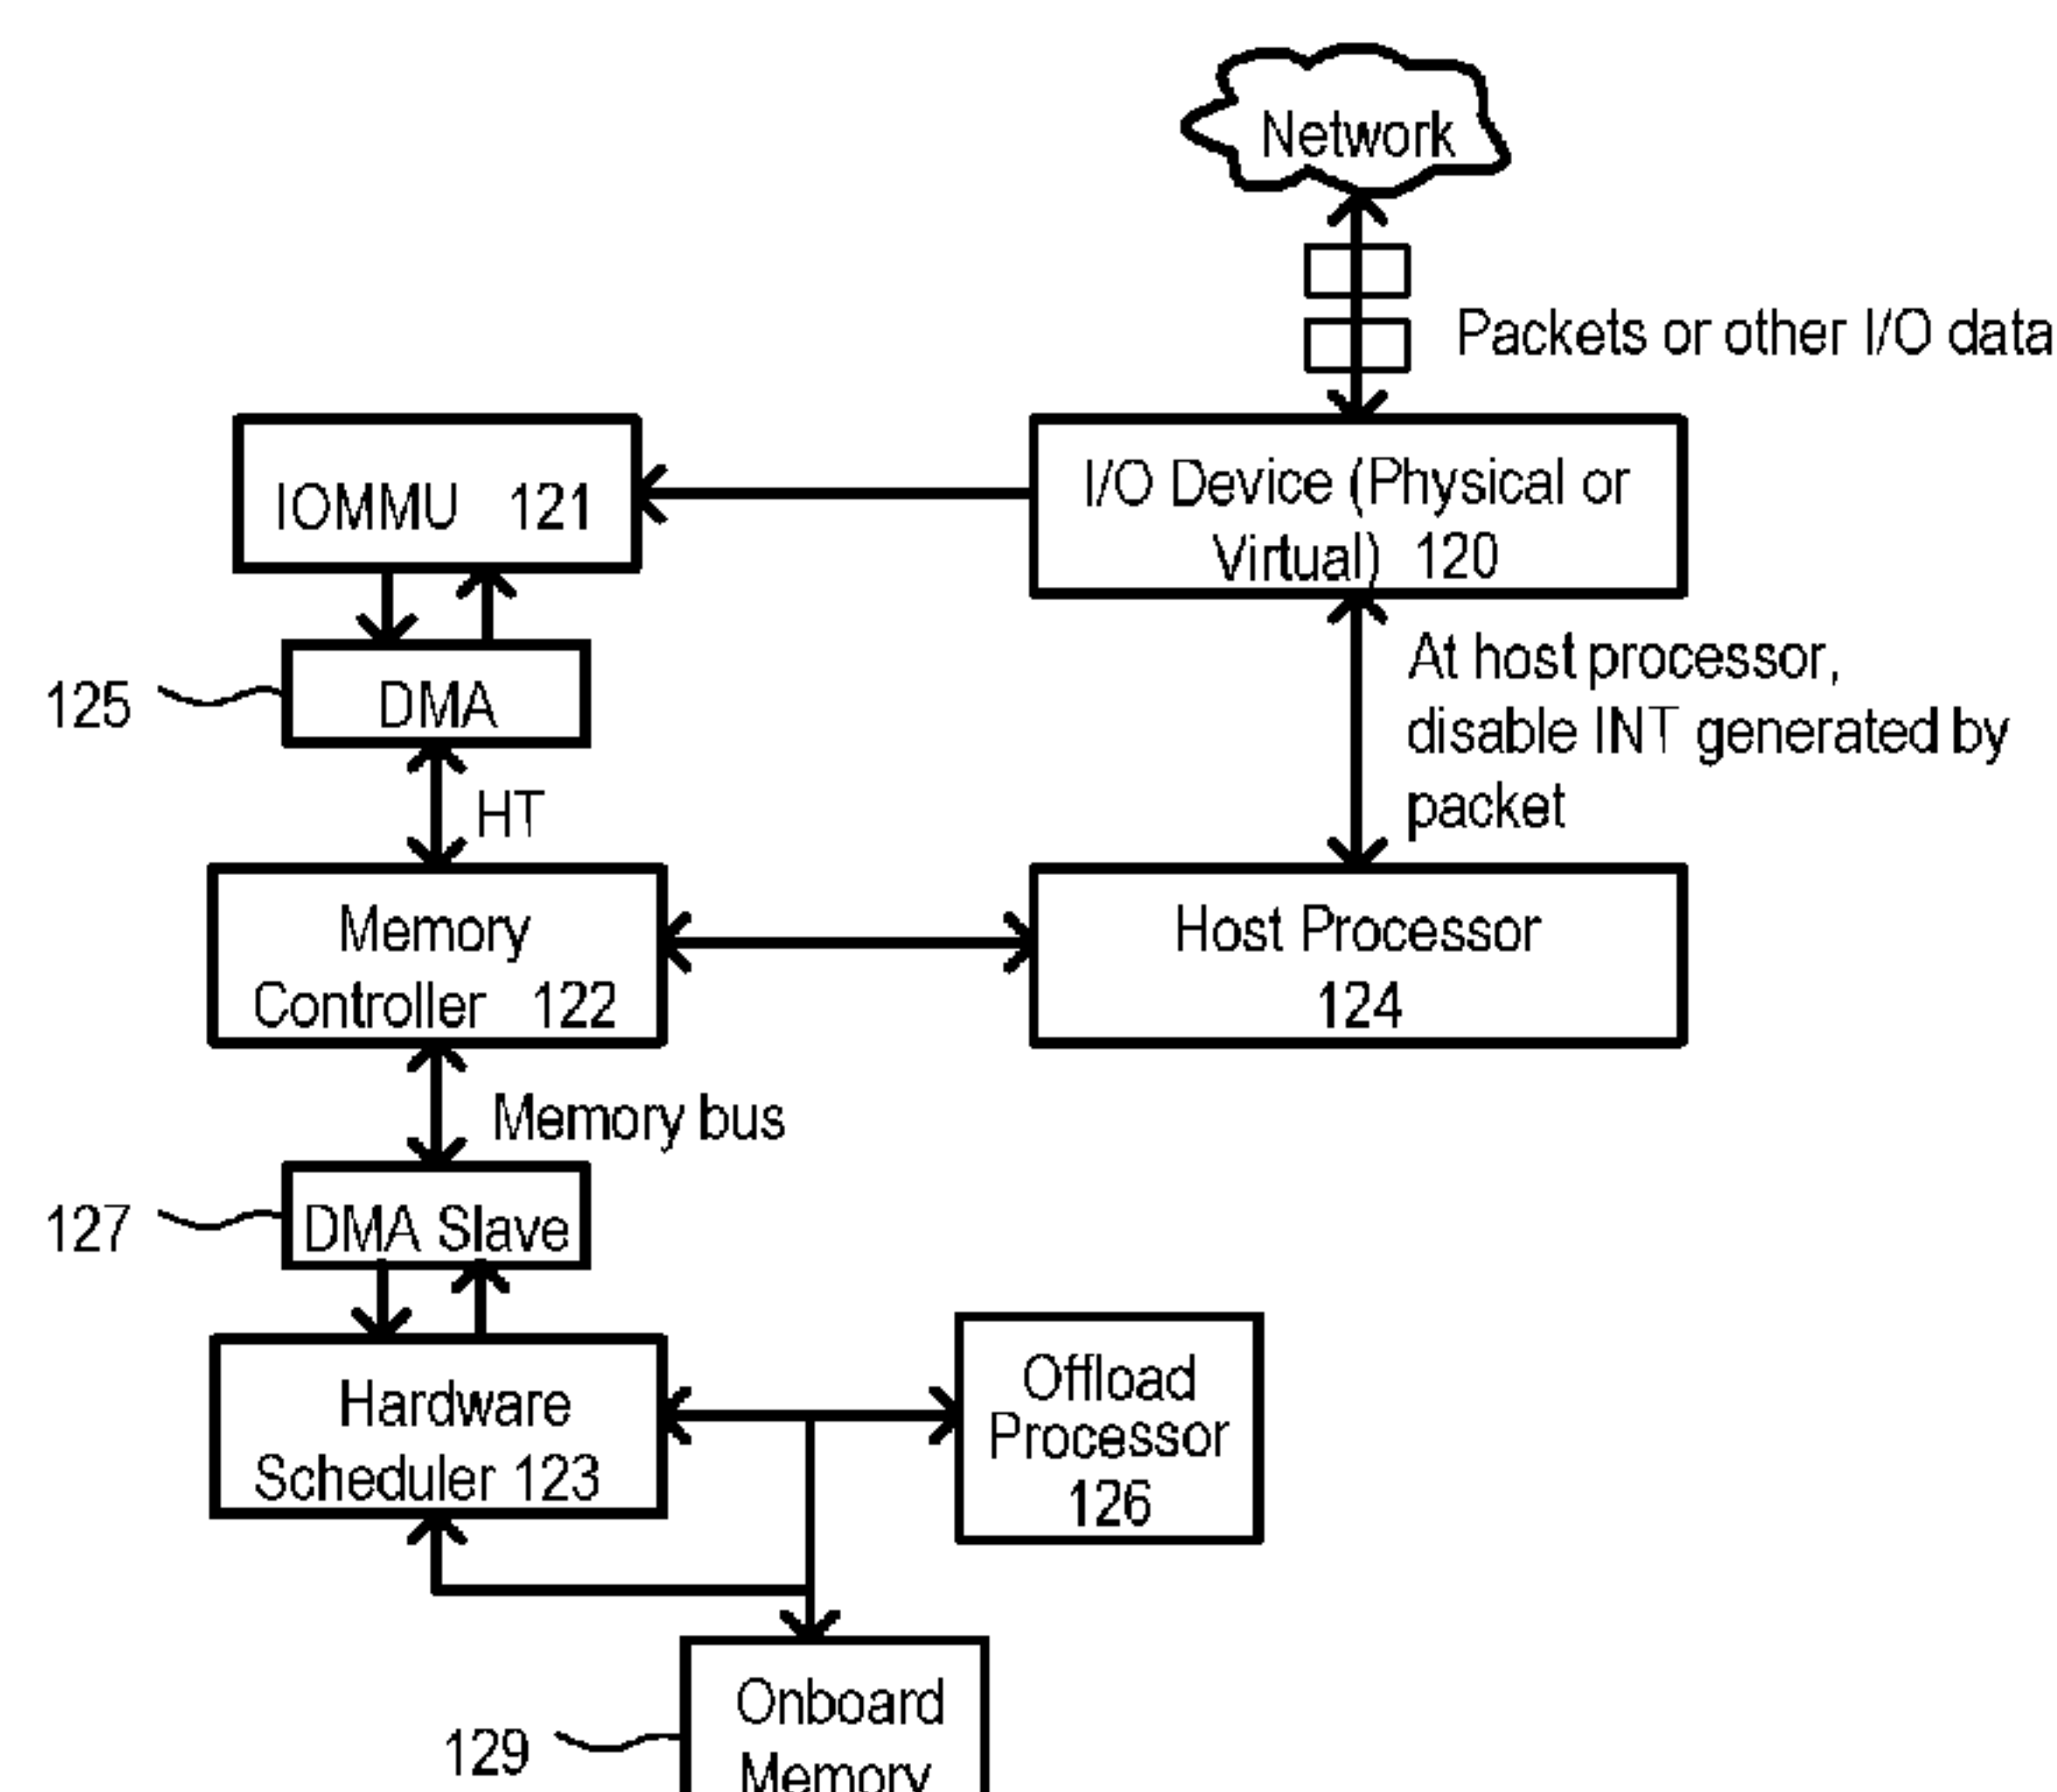 Network
Packets or other I/O data
IOMMU 121
I/O Device (Physical or
Virtual) 120
125
DMA
At host processor,
disable INT generated by
packet
HT
Memory
Controller 122
Host Processor
124
Memory bus
127
DMA Slave
Hardware
Scheduler 123
Offload
Processor
126
129
Onboard
Memory